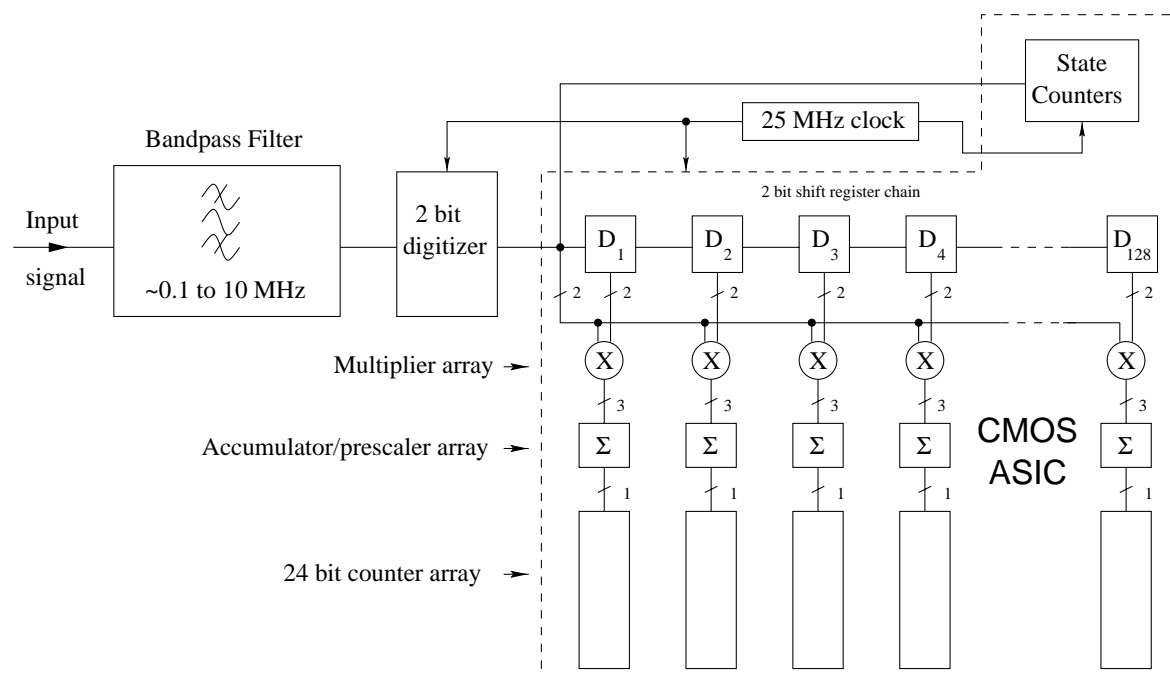 State
Counters
25 MHz clock
Bandpass Filter
2 bit shift register chain
Input
signal
~0.1 to 10 MHz
2 bit
digitizer
D1
D2
D3
D4
D128
2
2
2
2
2
2
Multiplier array
X
X
X
X
X
3
3
3
3
3
Accumulator/prescaler array
Σ
Σ
Σ
Σ
Σ
CMOS
ASIC
1
1
1
1
1
24 bit counter array